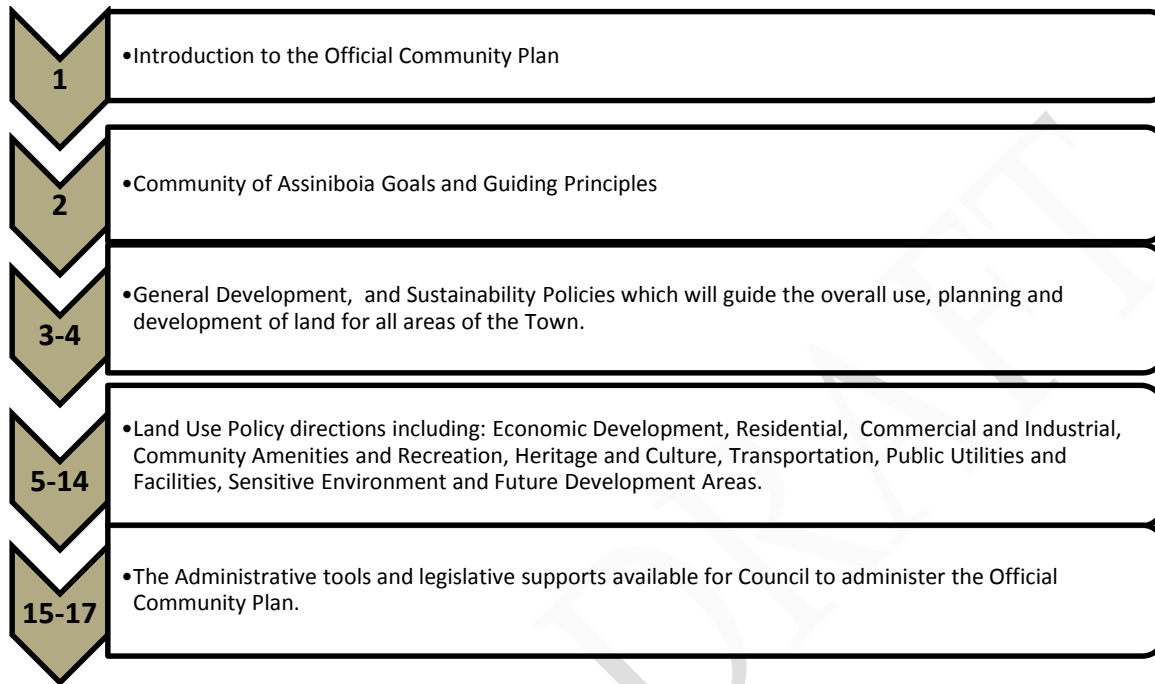 1
•Introduction to the Official Community Plan
2
•Community of Assiniboia Goals and Guiding Principles
3-4
•General Development,  and Sustainability Policies which will guide the overall use, planning and
development of land for all areas of the Town.
5-14
•Land Use Policy directions including: Economic Development, Residential,  Commercial and Industrial,
Community Amenities and Recreation, Heritage and Culture, Transportation, Public Utilities and
Facilities, Sensitive Environment and Future Development Areas.
15-17
•The Administrative tools and legislative supports available for Council to administer the Official
Community Plan.
DRAFT